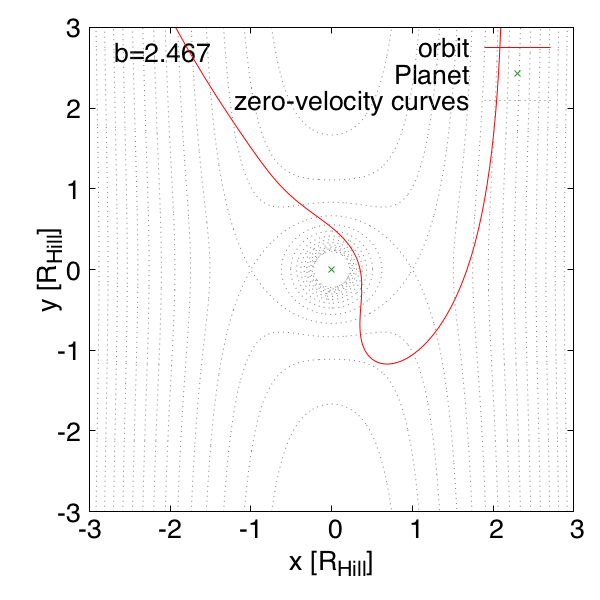 b=2.467
orbit
Planet
zero-velocity curves
3
2
1
0
-1
-2
-3
y [R_Hill]
-3 -2 -1 0 1 2 3
x [R_Hill]